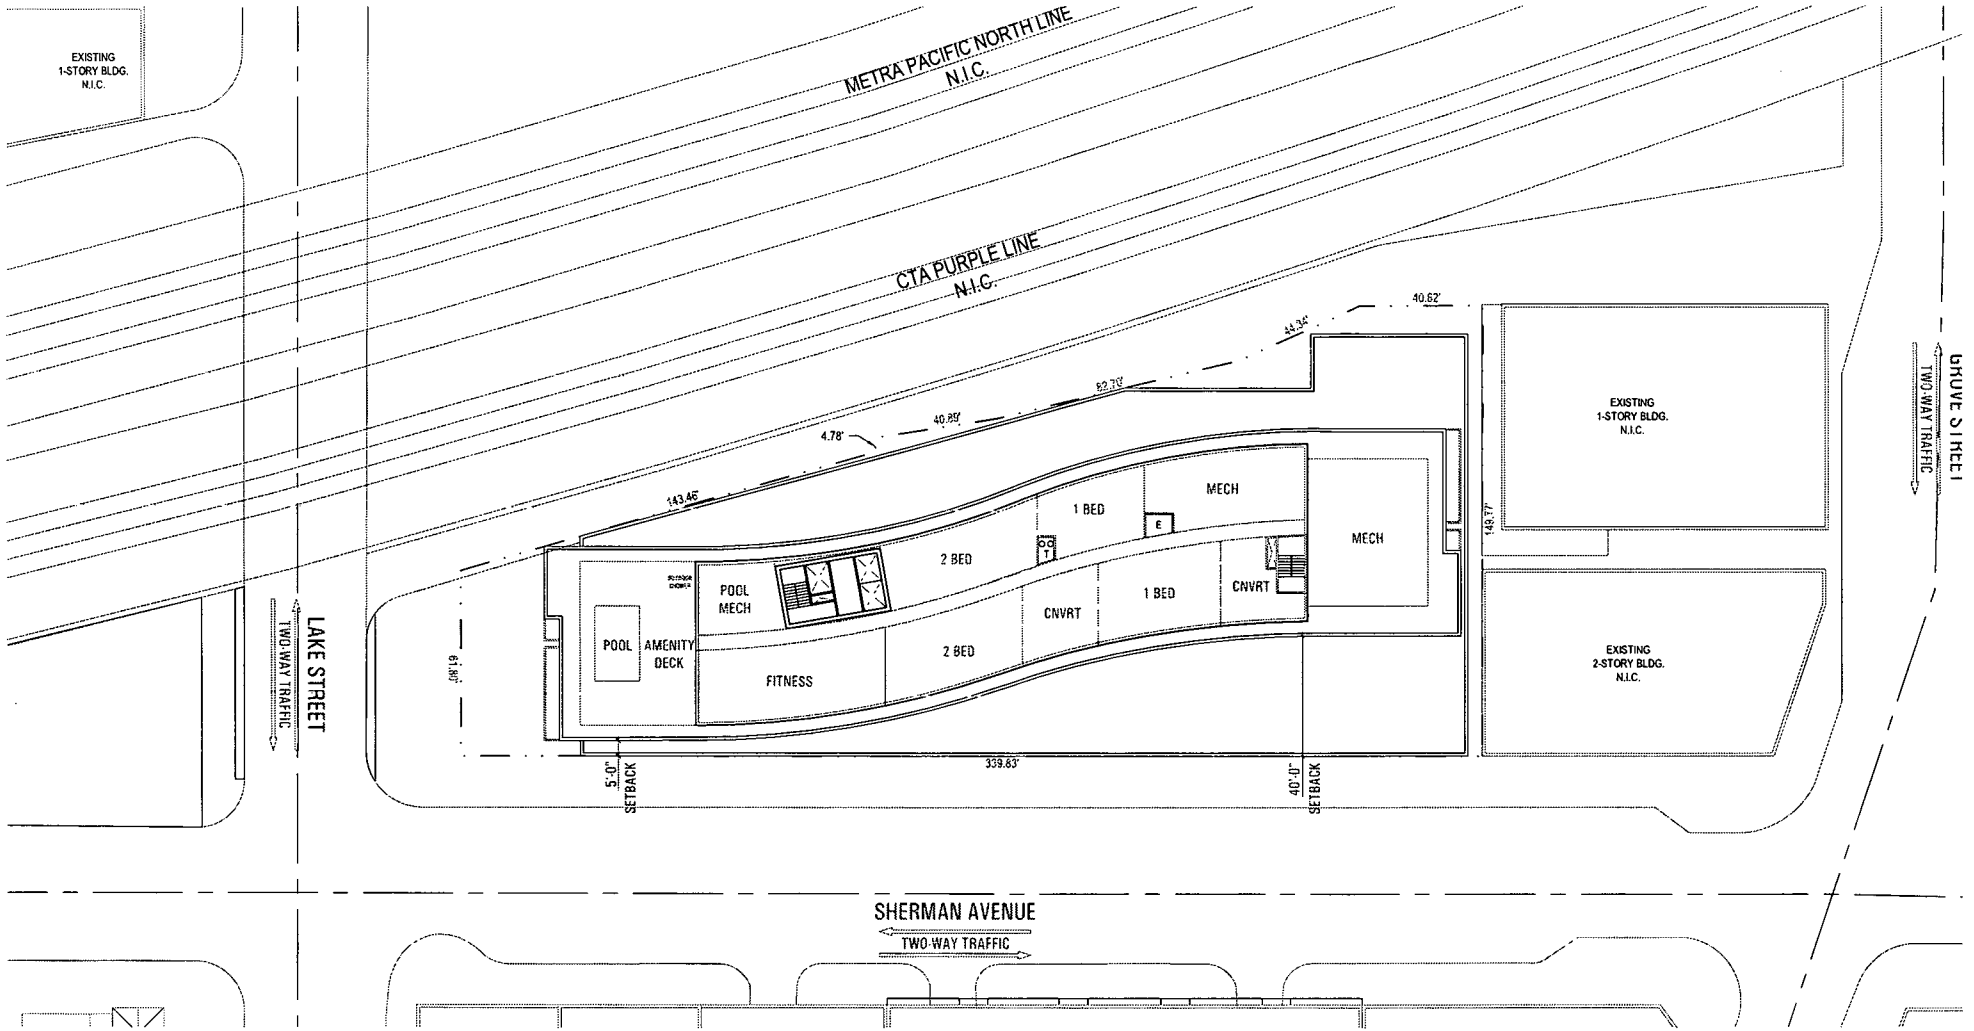 EXISTING
1-STORY BLDG.
N.I.C.
METRA PACIFIC NORTH LINE
N.I.C.
CTA PURPLE LINE
N.I.C.
40.62'
44.34'
82.70'
40.89'
4.78'
143.46'
149.77'
61.80'
339.83'
EXISTING
1-STORY BLDG.
N.I.C.
EXISTING
2-STORY BLDG.
N.I.C.
GROVE STREET
TWO-WAY TRAFFIC
LAKE STREET
TWO-WAY TRAFFIC
MECH
1 BED
E
T
2 BED
MECH
OUTDOOR
SHOWER
POOL
MECH
CNVRT
1 BED
CNVRT
POOL
AMENITY
DECK
2 BED
FITNESS
5'-0"
SETBACK
40'-0"
SETBACK
SHERMAN AVENUE
TWO-WAY TRAFFIC